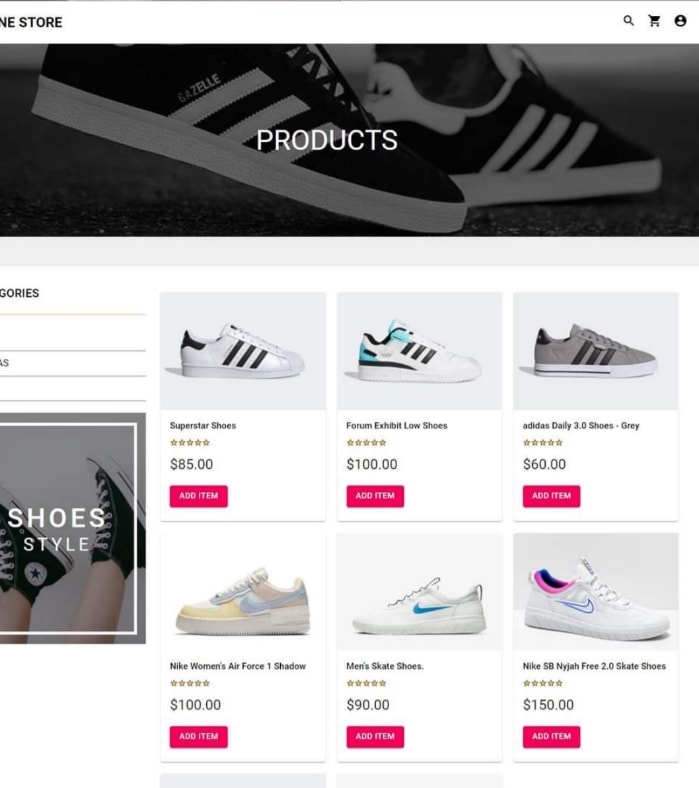 NE STORE
GAZELLE
PRODUCTS
GORIES
AS
SHOES
STYLE
Superstar Shoes
$85.00
ADD ITEM
Forum Exhibit Low Shoes
$100.00
ADD ITEM
adidas Daily 3.0 Shoes - Grey
$60.00
ADD ITEM
Nike Women's Air Force 1 Shadow
$100.00
ADD ITEM
Men's Skate Shoes.
$90.00
ADD ITEM
Nike SB Nyjah Free 2.0 Skate Shoes
$150.00
ADD ITEM